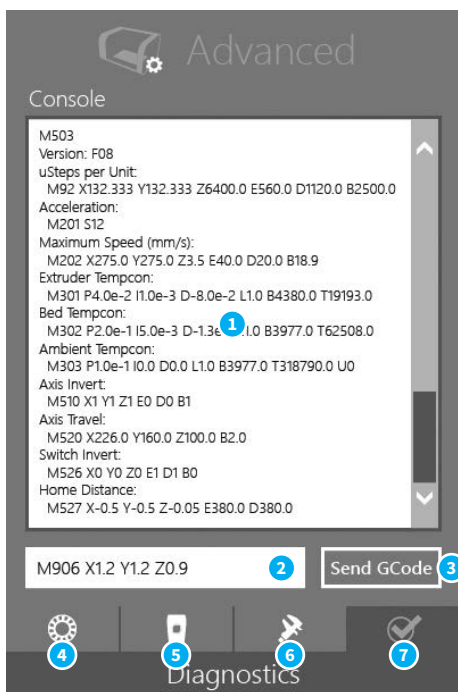 Advanced
Console
M503
Version: F08
uSteps per Unit:
M92 X132.333 Y132.333 Z6400.0 E560.0 D1120.0 B2500.0
Acceleration:
M201 S12
Maximum Speed (mm/s):
M202 X275.0 Y275.0 Z3.5 E40.0 D20.0 B18.9
Extruder Tempcon:
M301 P4.0e-2 I1.0e-3 D-8.0e-2 L1.0 B4380.0 T19193.0
Bed Tempcon:
M302 P2.0e-1 I5.0e-3 1 B3977.0 T62508.0
Ambient Tempcon:
M303 P1.0e-1 I0.0 D0.0 L1.0 B3977.0 T318790.0 U0
Axis Invert:
M510 X1 Y1 Z1 E0 D0 B1
Axis Travel:
M520 X226.0 Y160.0 Z100.0 B2.0
Switch Invert:
M526 X0 Y0 Z0 E1 D1 B0
Home Distance:
M527 X-0.5 Y-0.5 Z-0.05 E380.0 D380.0
M906 X1.2 Y1.2 Z0.9 2 Send GCode 3
4 5 6 7
Diagnostics